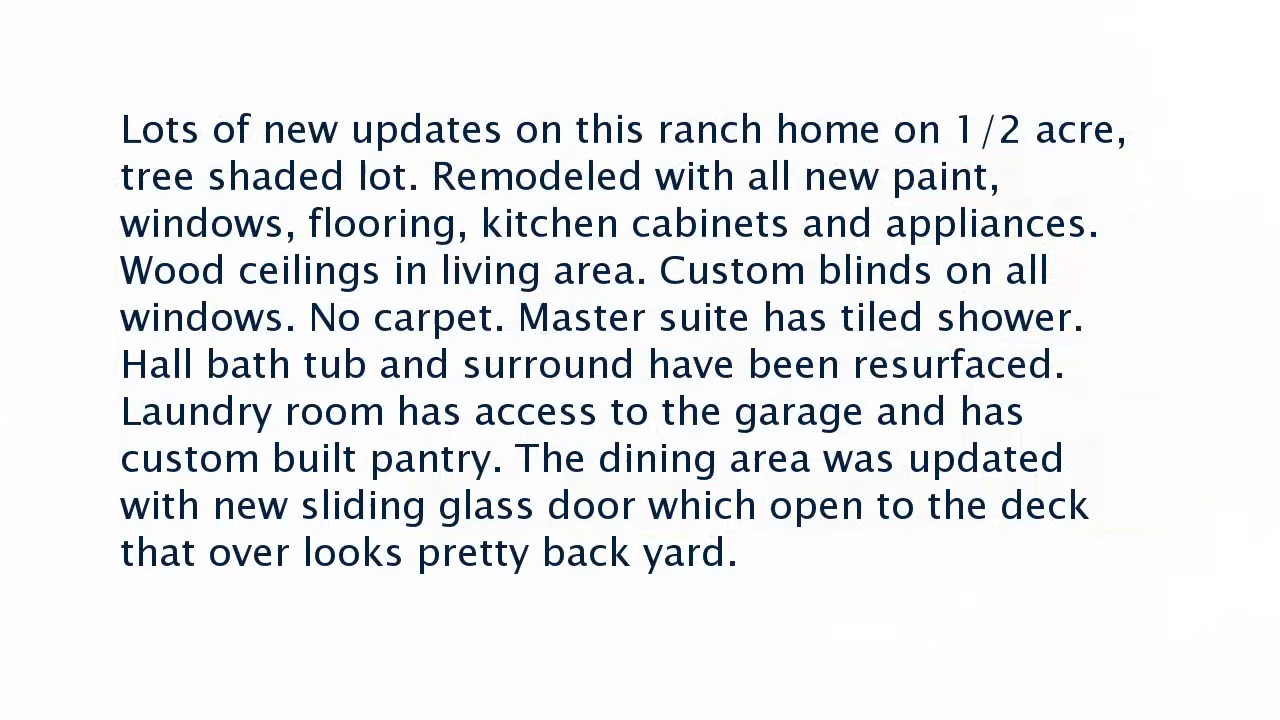 Lots of new updates on this ranch home on 1/2 acre,
tree shaded lot. Remodeled with all new paint,
windows, flooring, kitchen cabinets and appliances.
Wood ceilings in living area. Custom blinds on all
windows. No carpet. Master suite has tiled shower.
Hall bath tub and surround have been resurfaced.
Laundry room has access to the garage and has
custom built pantry. The dining area was updated
with new sliding glass door which open to the deck
that over looks pretty back yard.